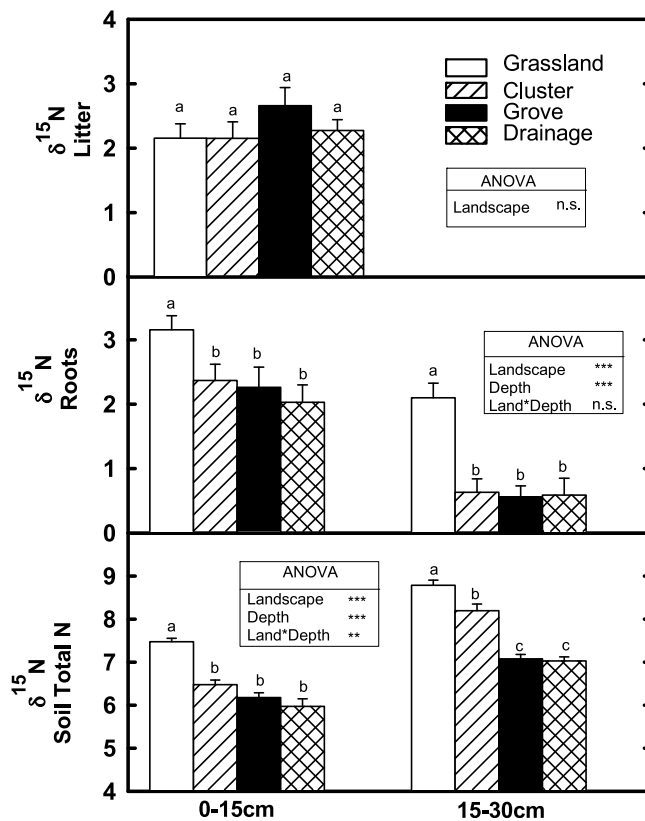 4
3
2
1
0
δ15N
Litter
a a a a
Grassland
Cluster
Grove
Drainage
ANOVA
Landscape n.s.
3
2
1
0
δ15N
Roots
a b b b
a b b b
ANOVA
Landscape ***
Depth ***
Land*Depth n.s.
9
8
7
6
5
4
δ15N
Soil Total N
a b b b
a b c c
ANOVA
Landscape ***
Depth ***
Land*Depth **
0-15cm 15-30cm